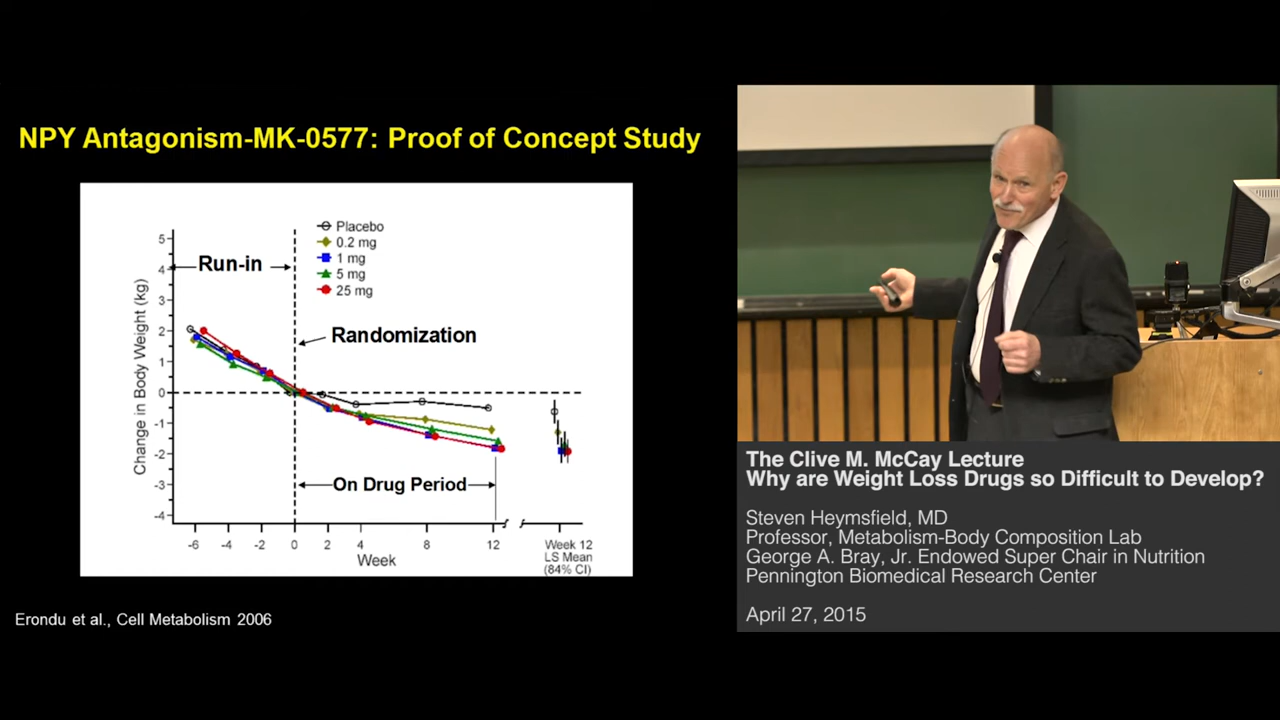 NPY Antagonism-MK-0577: Proof of Concept Study
Placebo
0.2 mg
1 mg
5 mg
25 mg
Run-in
Randomization
On Drug Period
Change in Body Weight (kg)
5
4
3
2
1
0
-1
-2
-3
-4
-6 -4 -2 0 2 4 8 12
Week
Week 12
LS Mean
(84% CI)
Erondu et al., Cell Metabolism 2006
The Clive M. McCay Lecture
Why are Weight Loss Drugs so Difficult to Develop?
Steven Heymsfield, MD
Professor, Metabolism-Body Composition Lab
George A. Bray, Jr. Endowed Super Chair in Nutrition
Pennington Biomedical Research Center
April 27, 2015